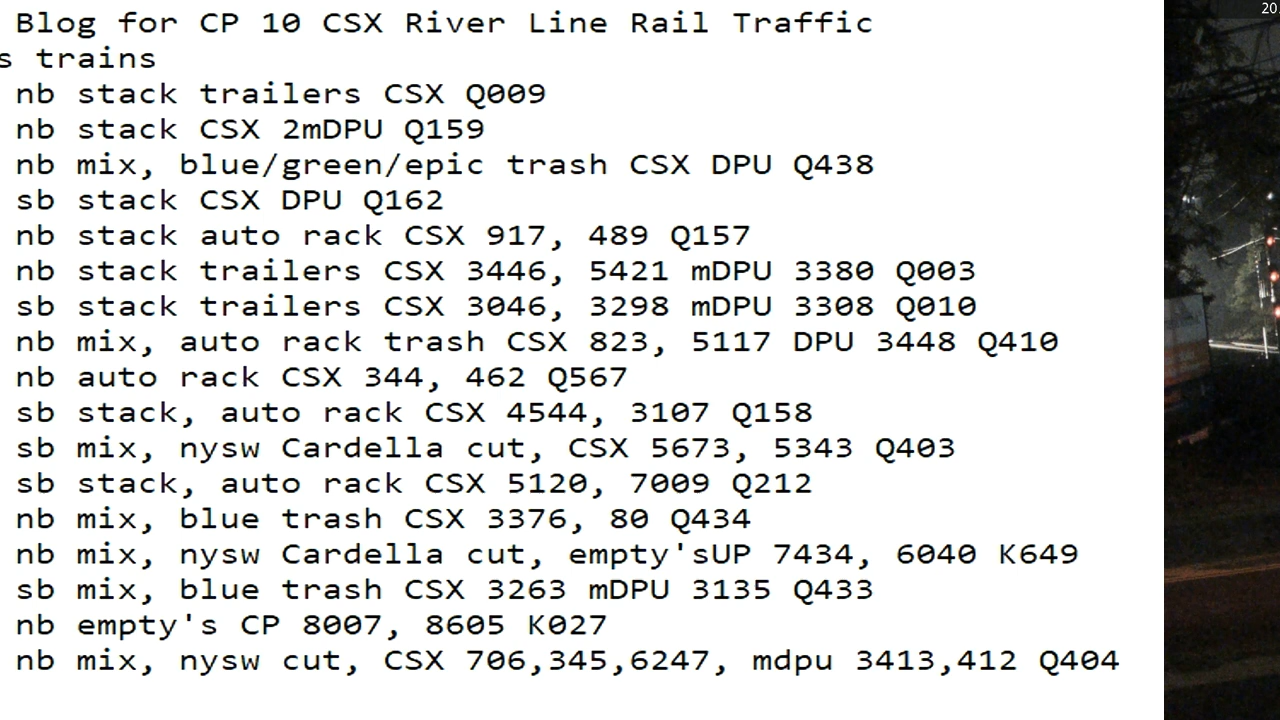 Blog for CP 10 CSX River Line Rail Traffic
s trains
nb stack trailers CSX Q009
nb stack CSX 2mDPU Q159
nb mix, blue/green/epic trash CSX DPU Q438
sb stack CSX DPU Q162
nb stack auto rack CSX 917, 489 Q157
nb stack trailers CSX 3446, 5421 mDPU 3380 Q003
sb stack trailers CSX 3046, 3298 mDPU 3308 Q010
nb mix, auto rack trash CSX 823, 5117 DPU 3448 Q410
nb auto rack CSX 344, 462 Q567
sb stack, auto rack CSX 4544, 3107 Q158
sb mix, nysw Cardella cut, CSX 5673, 5343 Q403
sb stack, auto rack CSX 5120, 7009 Q212
nb mix, blue trash CSX 3376, 80 Q434
nb mix, nysw Cardella cut, empty'sUP 7434, 6040 K649
sb mix, blue trash CSX 3263 mDPU 3135 Q433
nb empty's CP 8007, 8605 K027
nb mix, nysw cut, CSX 706,345,6247, mdpu 3413,412 Q404
20